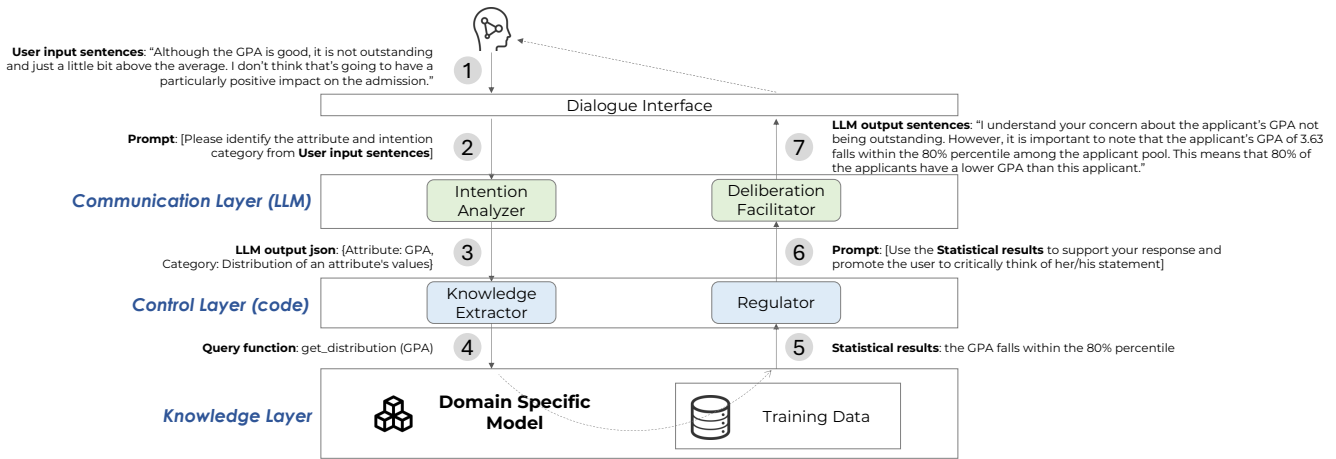 User input sentences: “Although the GPA is good, it is not outstanding
and just a little bit above the average. I don’t think that’s going to have a
particularly positive impact on the admission.”
1
Dialogue Interface
Prompt: [Please identify the attribute and intention
category from User input sentences]
2
7
LLM output sentences: “I understand your concern about the applicant’s GPA not
being outstanding. However, it is important to note that the applicant’s GPA of 3.63
falls within the 80% percentile among the applicant pool. This means that 80% of
the applicants have a lower GPA than this applicant.”
Communication Layer (LLM)
Intention
Analyzer
Deliberation
Facilitator
LLM output json: {Attribute: GPA,
Category: Distribution of an attribute's values}
3
6
Prompt: [Use the Statistical results to support your response and
promote the user to critically think of her/his statement]
Control Layer (code)
Knowledge
Extractor
Regulator
Query function: get_distribution (GPA)
4
5
Statistical results: the GPA falls within the 80% percentile
Knowledge Layer
Domain Specific
Model
Training Data